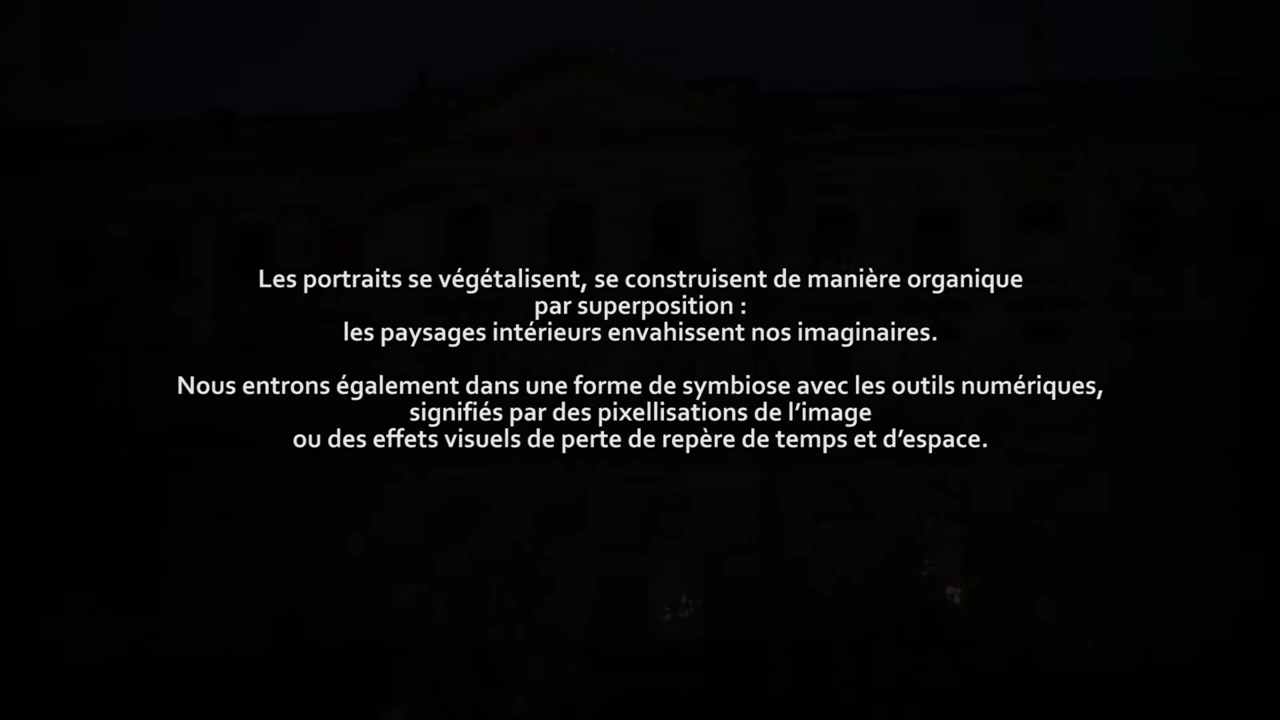 Les portraits se végétalisent, se construisent de manière organique
par superposition :
les paysages intérieurs envahissent nos imaginaires.
Nous entrons également dans une forme de symbiose avec les outils numériques,
signifiés par des pixellisations de l’image
ou des effets visuels de perte de repère de temps et d’espace.